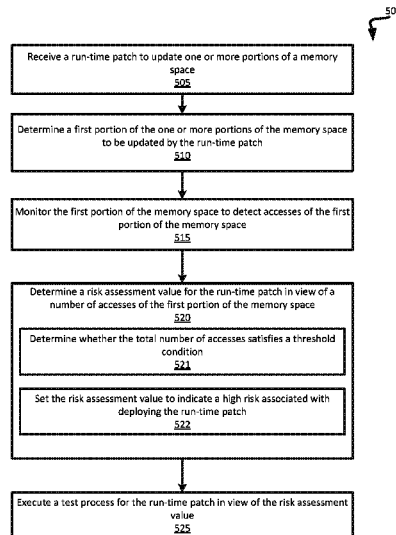 50
Receive a run-time patch to update one or more portions of a memory
space
505
Determine a first portion of the one or more portions of the memory space
to be updated by the run-time patch
510
Monitor the first portion of the memory space to detect accesses of the first
portion of the memory space
515
Determine a risk assessment value for the run-time patch in view of a
number of accesses of the first portion of the memory space
520
Determine whether the total number of accesses satisfies a threshold
condition
521
Set the risk assessment value to indicate a high risk associated with
deploying the run-time patch
522
Execute a test process for the run-time patch in view of the risk assessment
value
525